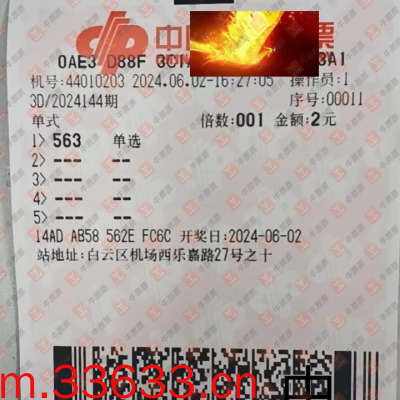 中 票
0AE3 D88F
机号:44010203 2024.06.02-16:27:05 操作员:1
3D/2024144期 序号:00011
单式 倍数:001 金额:2元
1> 563 单选
2> ---
3> ---
4> ---
5> ---
14AD AB58 562E FC6C 开奖日:2024-06-02
站地址:白云区机场西乐嘉路27号之十
m.33633.cn